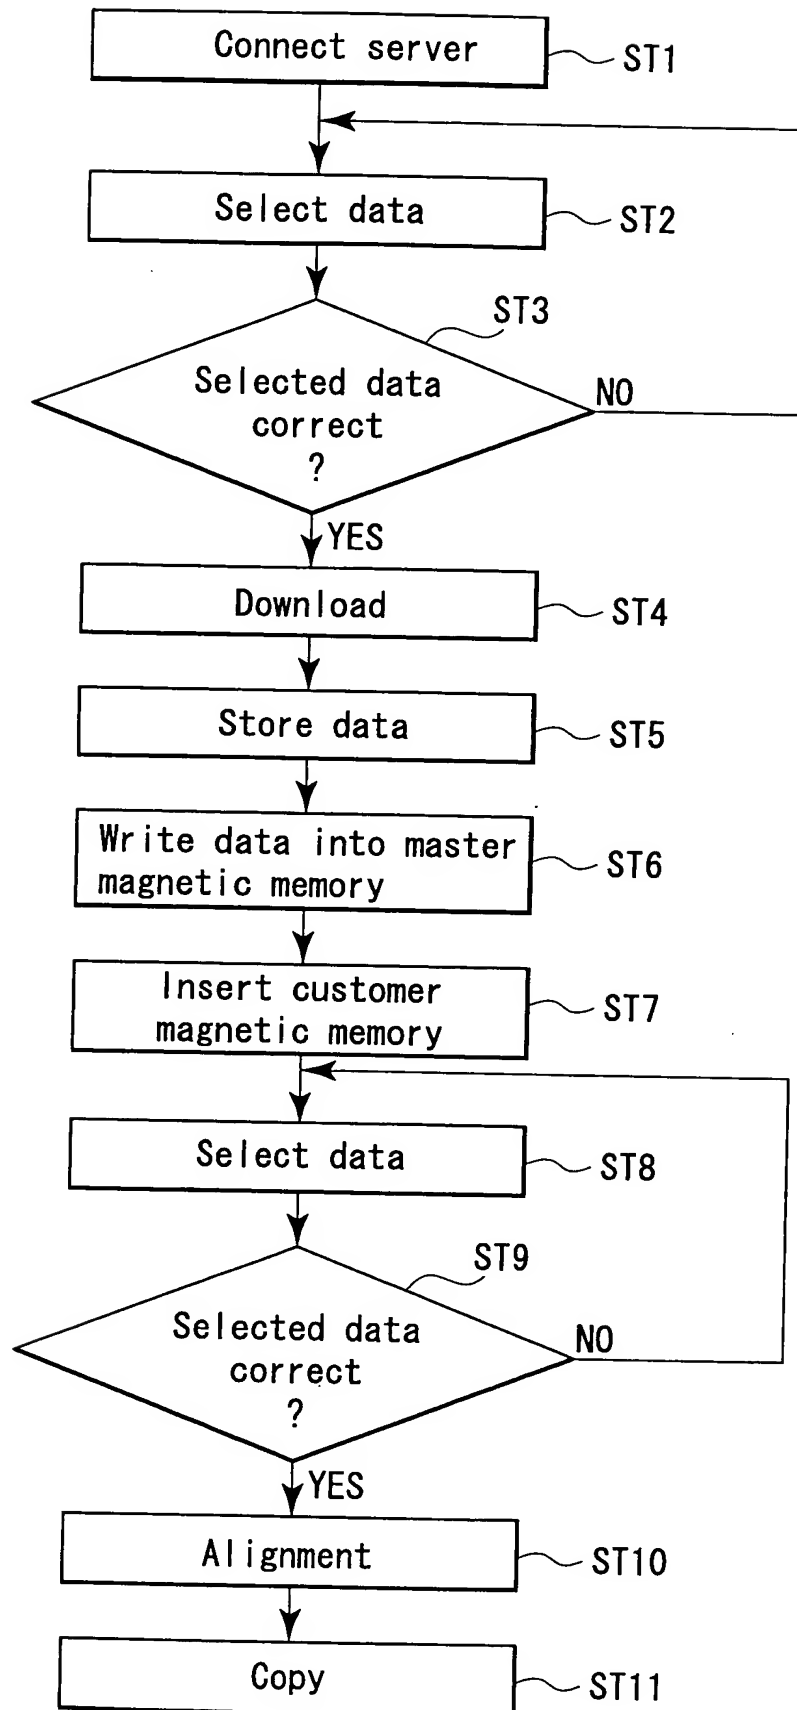 Connect server
ST1
Select data
ST2
ST3
Selected data
correct
?
NO
YES
Download
ST4
Store data
ST5
Write data into master
magnetic memory
ST6
Insert customer
magnetic memory
ST7
Select data
ST8
ST9
Selected data
correct
?
NO
YES
Alignment
ST10
Copy
ST11